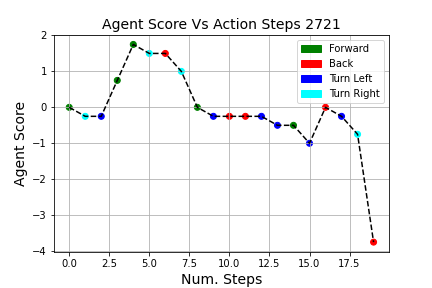 Agent Score Vs Action Steps 2721
Forward
Back
Turn Left
Turn Right
2
1
0
−1
−2
−3
−4
Agent Score
0.0 2.5 5.0 7.5 10.0 12.5 15.0 17.5
Num. Steps